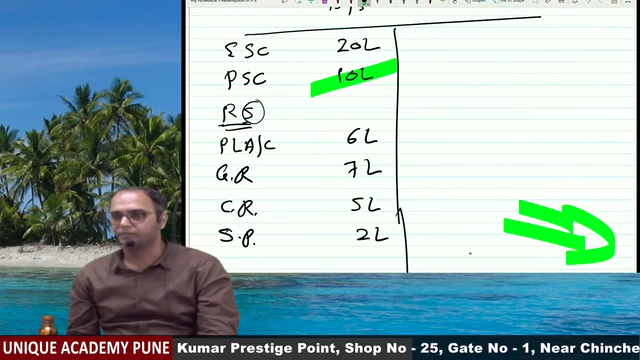 ESC 20L
PSC 10L
R(S)
PLA/C 6L
G.R 7L
C.R. 5L
S.P. 2L
UNIQUE ACADEMY PUNE
Kumar Prestige Point, Shop No - 25, Gate No - 1, Near Chinche